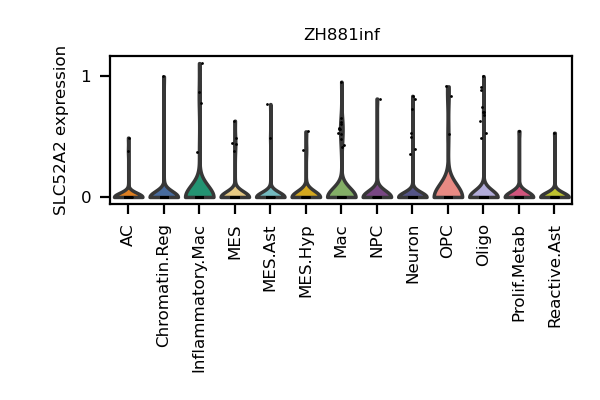 ZH881inf
SLC52A2 expression
1
0
AC
Chromatin.Reg
Inflammatory.Mac
MES
MES.Ast
MES.Hyp
Mac
NPC
Neuron
OPC
Oligo
Prolif.Metab
Reactive.Ast